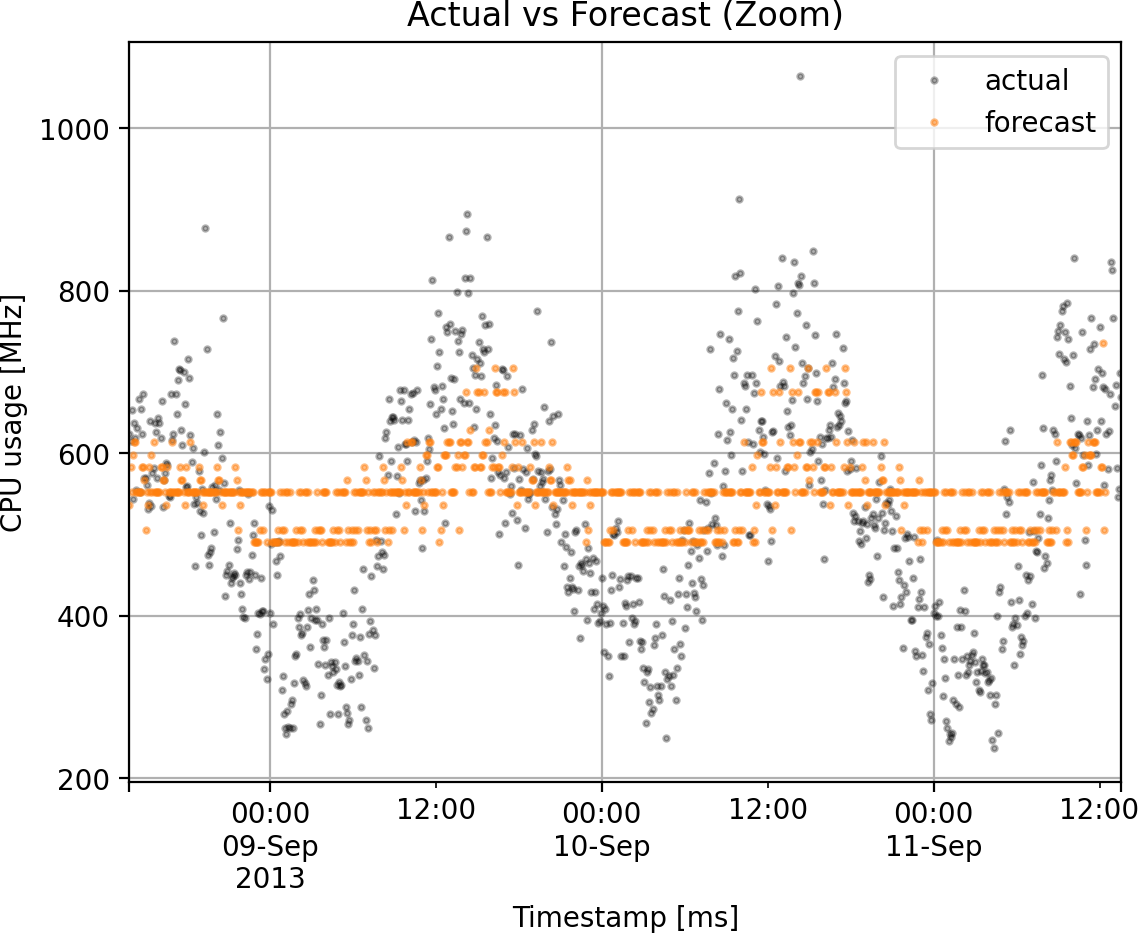 Actual vs Forecast (Zoom)
actual
forecast
CPU usage [MHz]
1000
800
600
400
200
00:00
09-Sep
2013
12:00
00:00
10-Sep
12:00
00:00
11-Sep
12:00
Timestamp [ms]